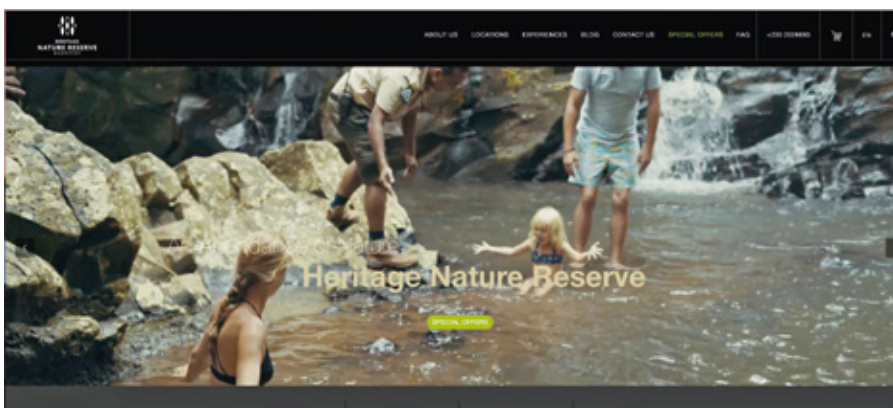 HERITAGE
NATURE RESERVE
ABOUT US LOCATIONS EXPERIENCES BLOG CONTACT US SPECIAL OFFERS FAQ EN
Heritage Nature Reserve
SPECIAL OFFERS